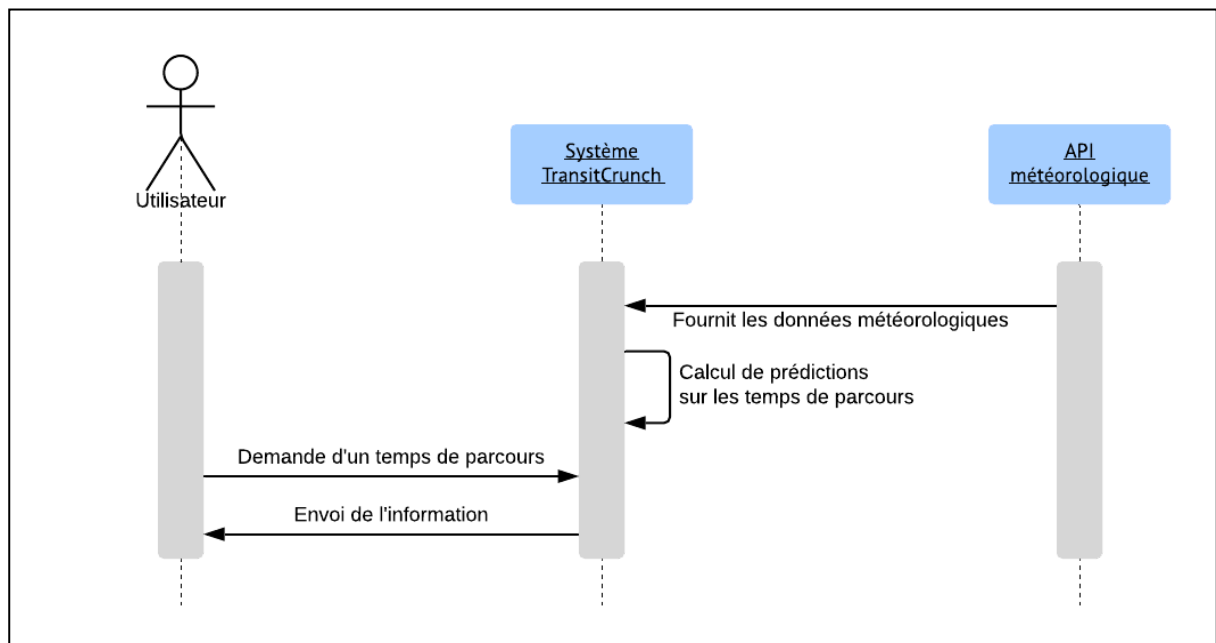 Système
TransitCrunch
API
météorologique
Utilisateur
Fournit les données météorologiques
Calcul de prédictions
sur les temps de parcours
Demande d'un temps de parcours
Envoi de l'information